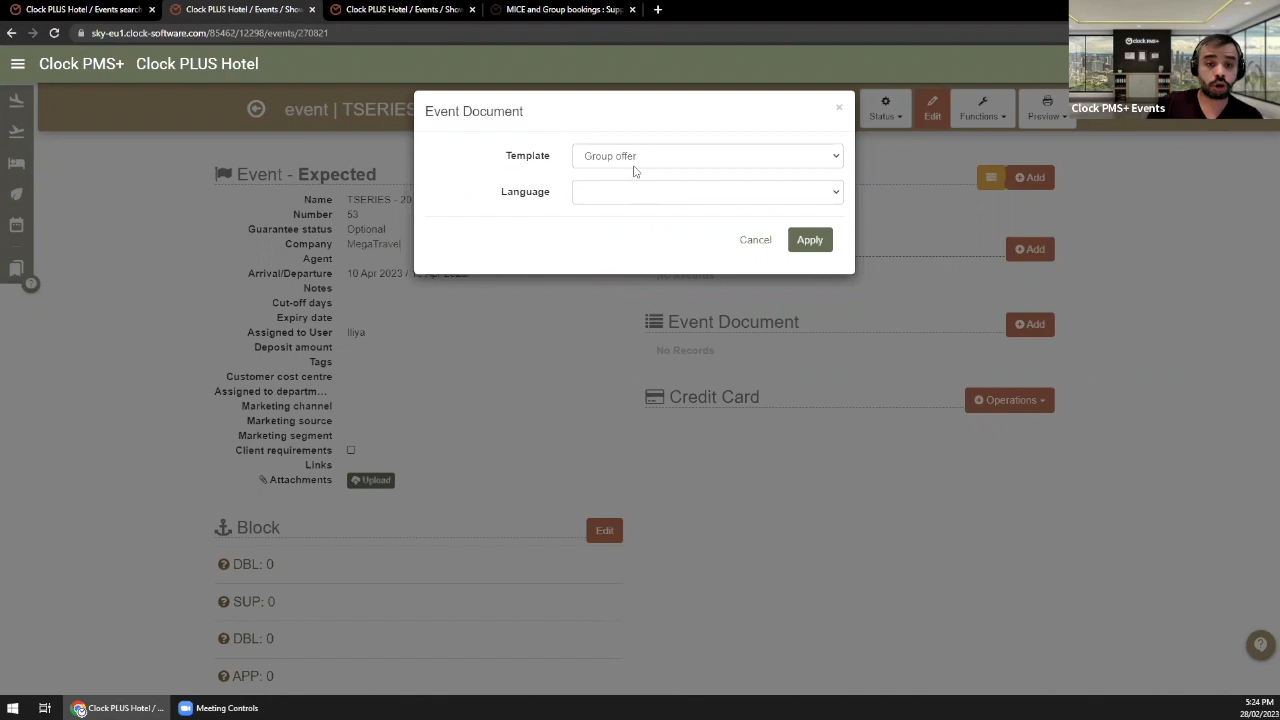 Clock PLUS Hotel / Events search
Clock PLUS Hotel / Events / Show
Clock PLUS Hotel / Events / Show
MICE and Group bookings : Supp
sky-eu1.clock-software.com/85462/12298/events/270821
Clock PMS+ Clock PLUS Hotel
clock PMS+
Clock PMS+ Events
event | TSERIES
Status
Edit
Functions
Preview
Event Document
Template Group offer
Language
Cancel Apply
Event - Expected
Name TSERIES - 20
Number 53
Guarantee status Optional
Company MegaTravel
Agent
Arrival/Departure 10 Apr 2023 /
Notes
Cut-off days
Expiry date
Assigned to User Iliya
Deposit amount
Tags
Customer cost centre
Assigned to departm...
Marketing channel
Marketing source
Marketing segment
Client requirements
Links
Attachments Upload
Block Edit
DBL: 0
SUP: 0
DBL: 0
APP: 0
Add
Add
No Records
Event Document Add
No Records
Credit Card Operations
Clock PLUS Hotel / ...
Meeting Controls
5:24 PM
28/02/2023